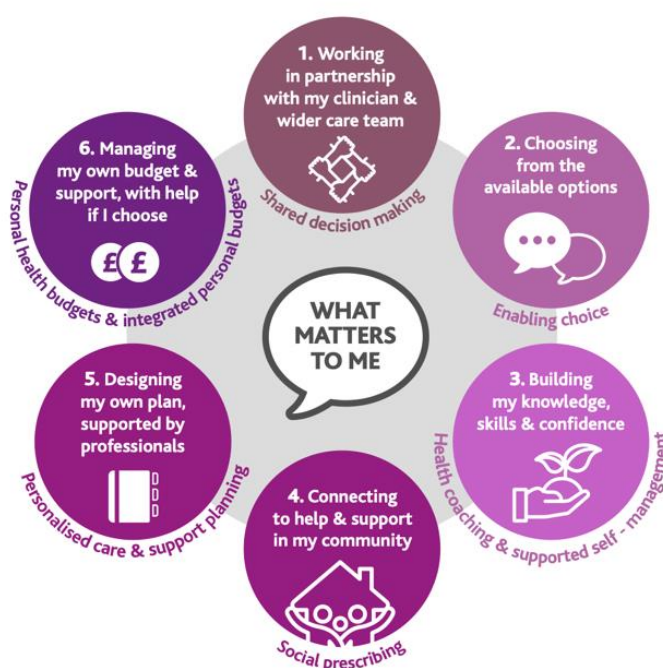 1. Working
in partnership
with my clinician &
wider care team
Shared decision making
2. Choosing
from the
available options
Enabling choice
3. Building
my knowledge,
skills & confidence
Health coaching & supported self - management
4. Connecting
to help & support
in my community
Social prescribing
5. Designing
my own plan,
supported by
professionals
Personalised care & support planning
6. Managing
my own budget &
support, with help
if I choose
££
Personal health budgets & integrated personal budgets
WHAT
MATTERS
TO ME